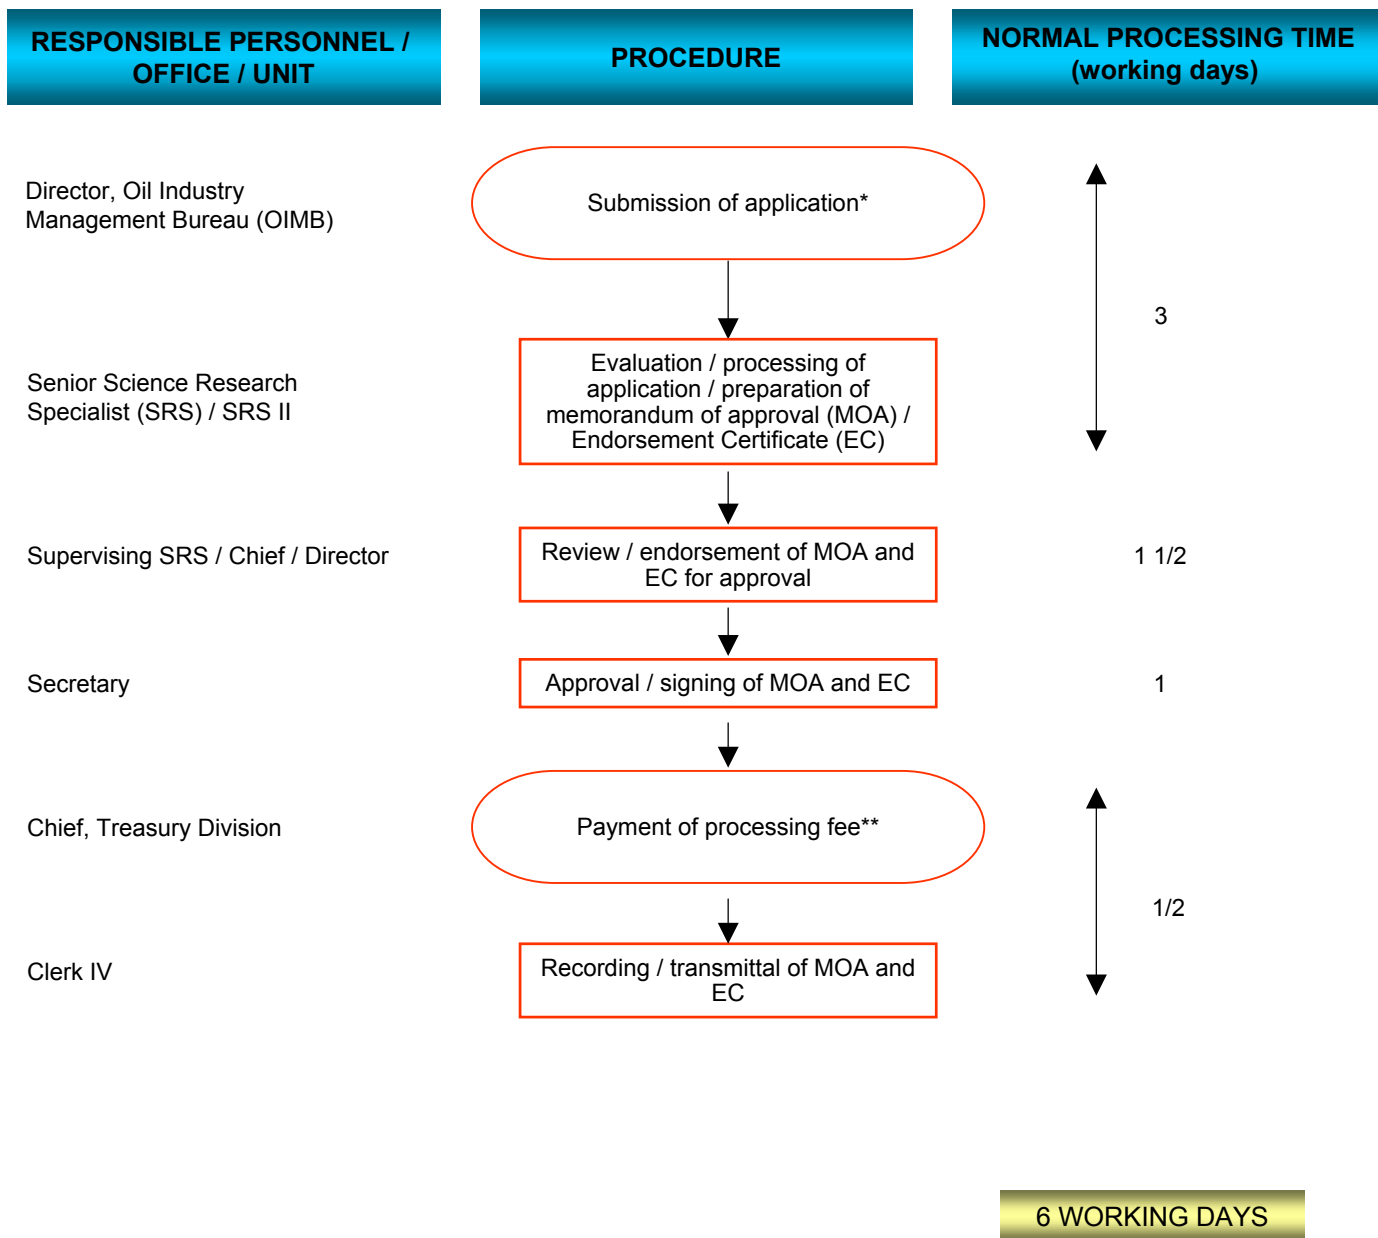 RESPONSIBLE PERSONNEL /
OFFICE / UNIT
PROCEDURE
NORMAL PROCESSING TIME
(working days)
Director, Oil Industry
Management Bureau (OIMB)
Submission of application*
3
Senior Science Research
Specialist (SRS) / SRS II
Evaluation / processing of
application / preparation of
memorandum of approval (MOA) /
Endorsement Certificate (EC)
Supervising SRS / Chief / Director
Review / endorsement of MOA and
EC for approval
1 1/2
Secretary
Approval / signing of MOA and EC
1
Chief, Treasury Division
Payment of processing fee**
1/2
Clerk IV
Recording / transmittal of MOA and
EC
6 WORKING DAYS